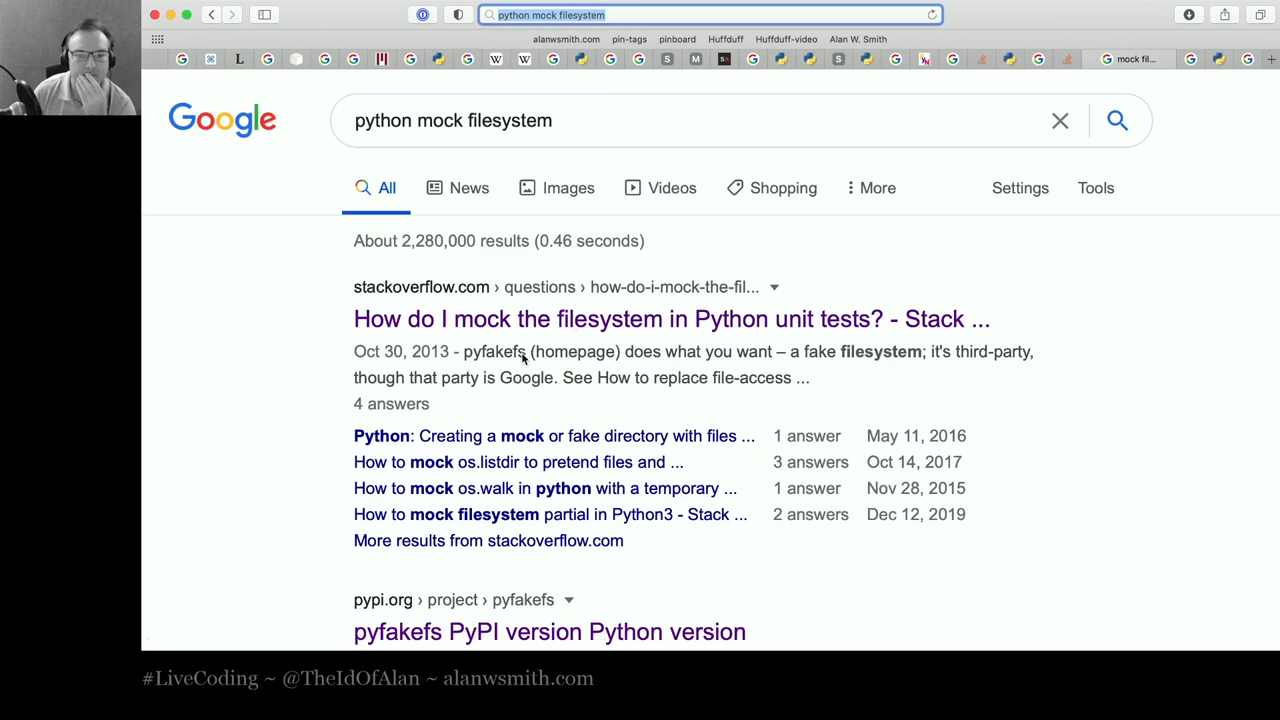 python mock filesystem
alanwsmith.com pin-tags pinboard Huffduff Huffduff-video Alan W. Smith
mock fil...
Google
python mock filesystem
All News Images Videos Shopping More Settings Tools
About 2,280,000 results (0.46 seconds)
stackoverflow.com › questions › how-do-i-mock-the-fil...
How do I mock the filesystem in Python unit tests? - Stack ...
Oct 30, 2013 - pyfakefs (homepage) does what you want – a fake filesystem; it's third-party,
though that party is Google. See How to replace file-access ...
4 answers
Python: Creating a mock or fake directory with files ... 1 answer May 11, 2016
How to mock os.listdir to pretend files and ... 3 answers Oct 14, 2017
How to mock os.walk in python with a temporary ... 1 answer Nov 28, 2015
How to mock filesystem partial in Python3 - Stack ... 2 answers Dec 12, 2019
More results from stackoverflow.com
pypi.org › project › pyfakefs
pyfakefs PyPI version Python version
#LiveCoding ~ @TheIdOfAlan ~ alanwsmith.com